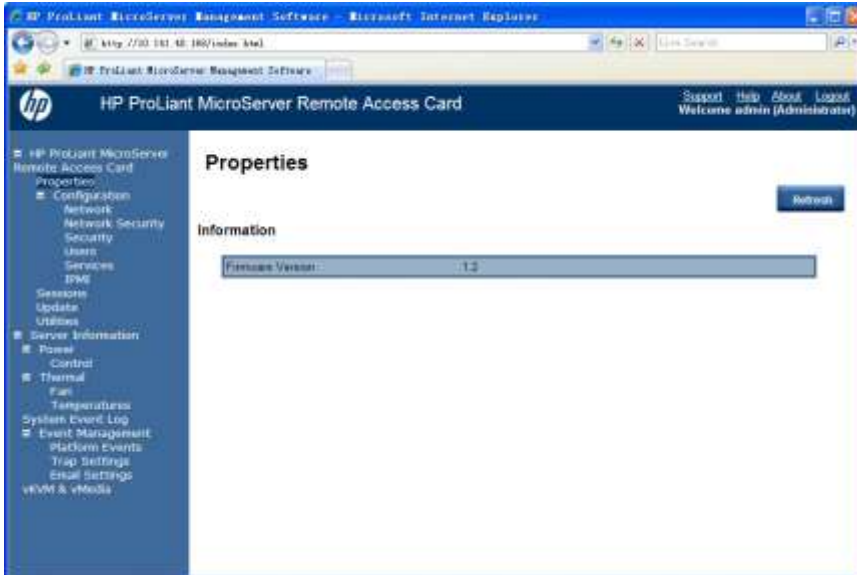 HP ProLiant MicroServer Management Software - Microsoft Internet Explorer
Live Search
HP ProLiant MicroServer Management Software
hp
HP ProLiant MicroServer Remote Access Card
Support Help About Logout
Welcome admin (Administrator)
HP ProLiant MicroServer
Remote Access Card
Properties
Configuration
Network
Network Security
Security
Users
Services
IPMI
Sessions
Update
Utilities
Server Information
Power
Control
Thermal
Fan
Temperatures
System Event Log
Event Management
Platform Events
Trap Settings
Email Settings
vKVM & vMedia
Properties
Refresh
Information
Firmware Version